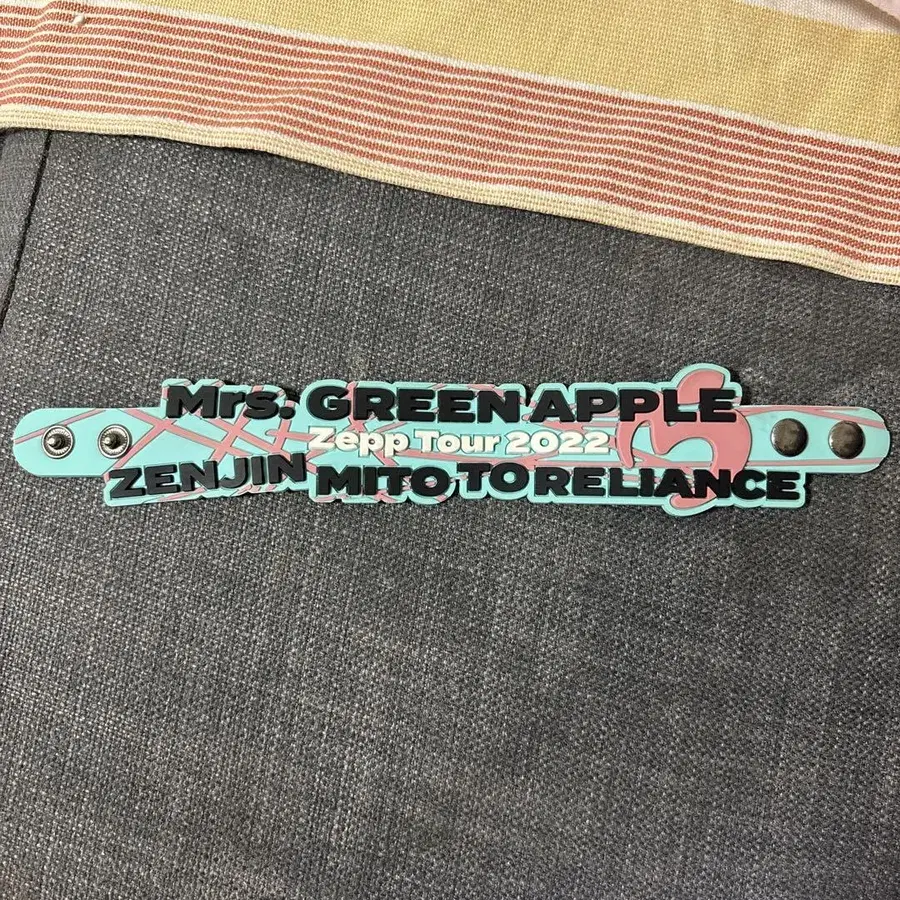 Mrs. GREEN APPLE
Zepp Tour 2022
ZENJIN MITO TO RELIANCE